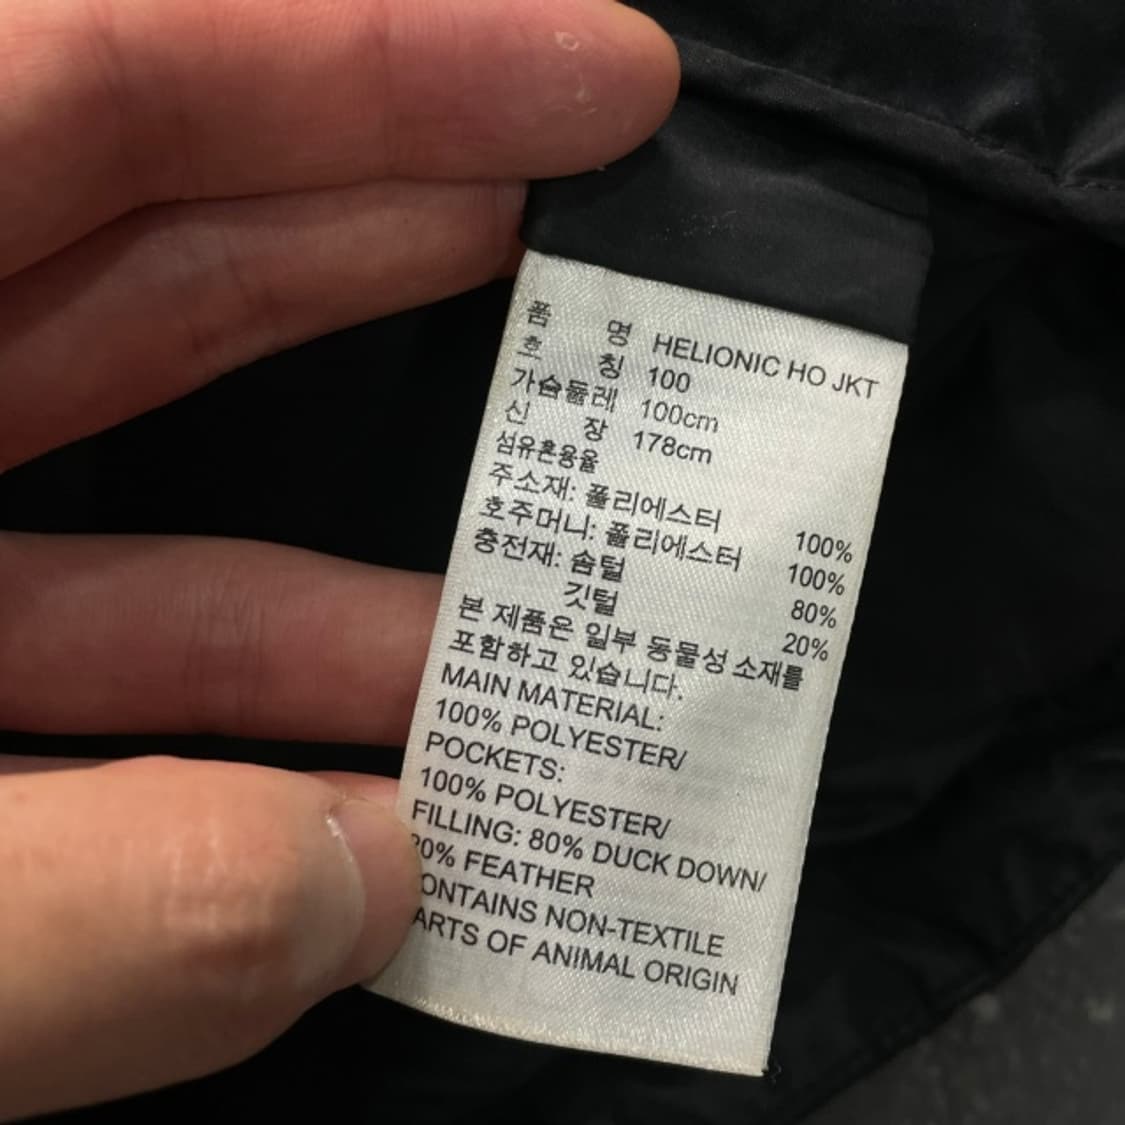 품 명 HELIONIC HO JKT
호 칭 100
가슴둘레 100cm
신 장 178cm
섬유혼용율
주소재: 폴리에스터 100%
호주머니: 폴리에스터 100%
충전재: 솜털 80%
깃털 20%
본 제품은 일부 동물성 소재를
포함하고 있습니다.
MAIN MATERIAL:
100% POLYESTER/
POCKETS:
100% POLYESTER/
FILLING: 80% DUCK DOWN/
20% FEATHER
ONTAINS NON-TEXTILE
ARTS OF ANIMAL ORIGIN